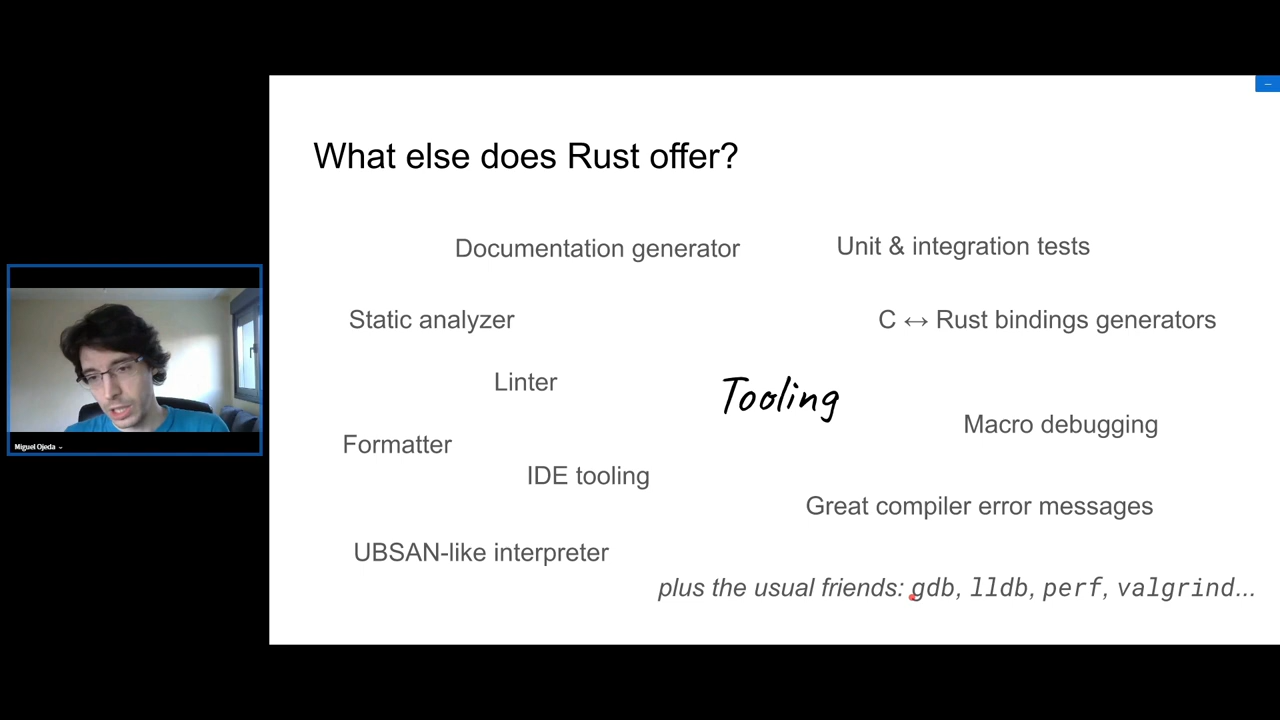 What else does Rust offer?
Documentation generator
Unit & integration tests
Static analyzer
C ↔ Rust bindings generators
Linter
Tooling
Macro debugging
Formatter
IDE tooling
Great compiler error messages
UBSAN-like interpreter
plus the usual friends: gdb, lldb, perf, valgrind...
Miguel Ojeda